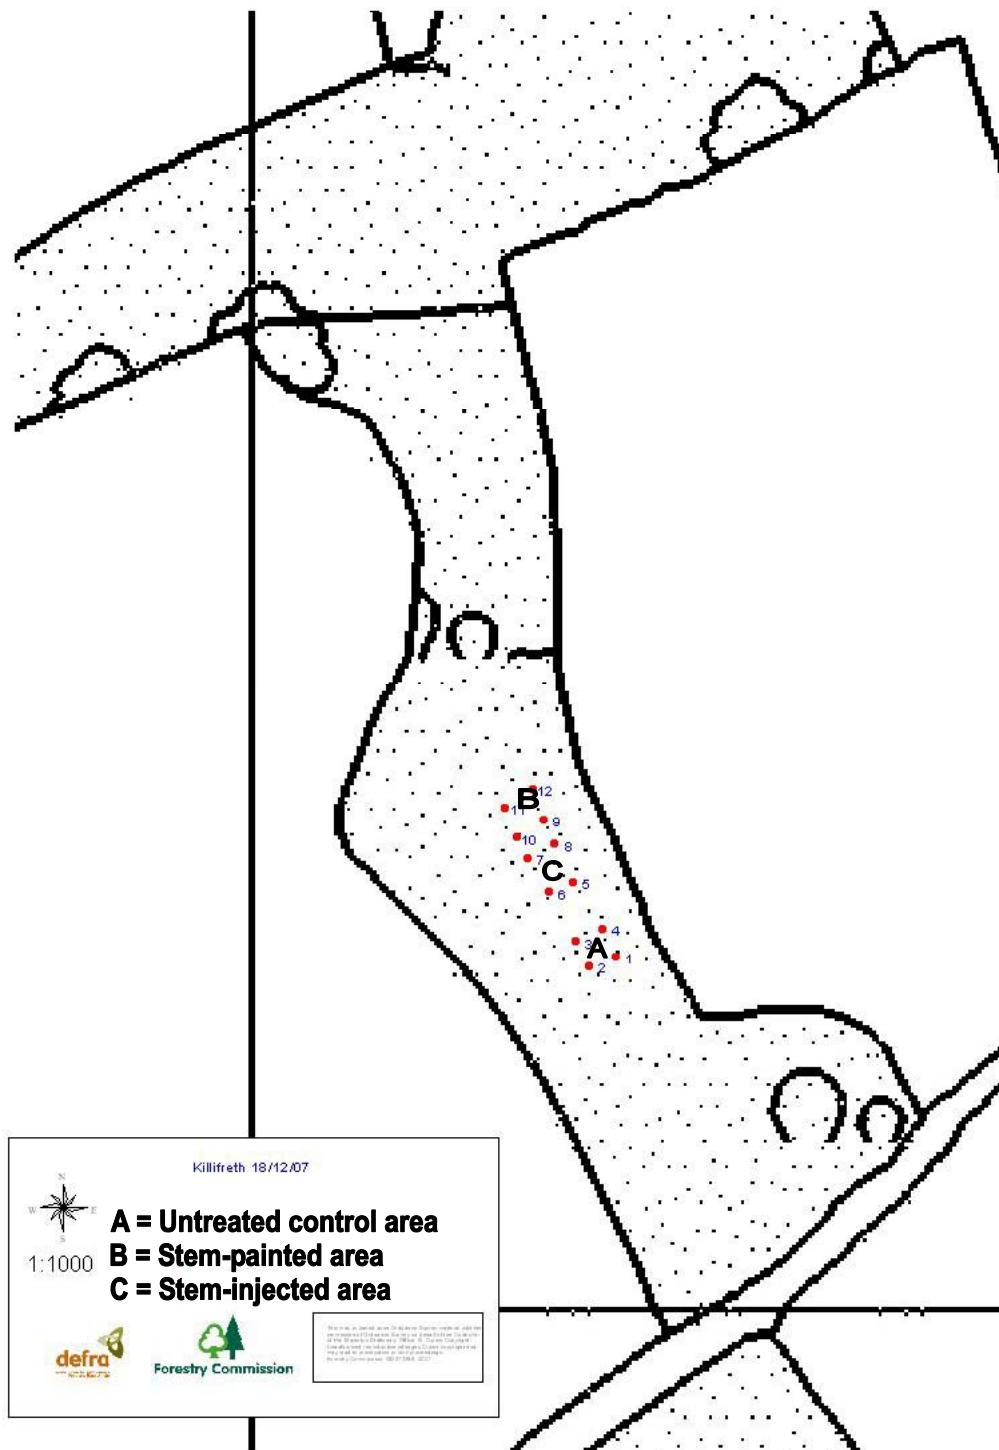 12
B
11
9
10
8
7
C
5
6
4
3
A
1
2
Killifreth 18/12/07
N
W E
S
A = Untreated control area
1:1000
B = Stem-painted area
C = Stem-injected area
defra
Forestry Commission